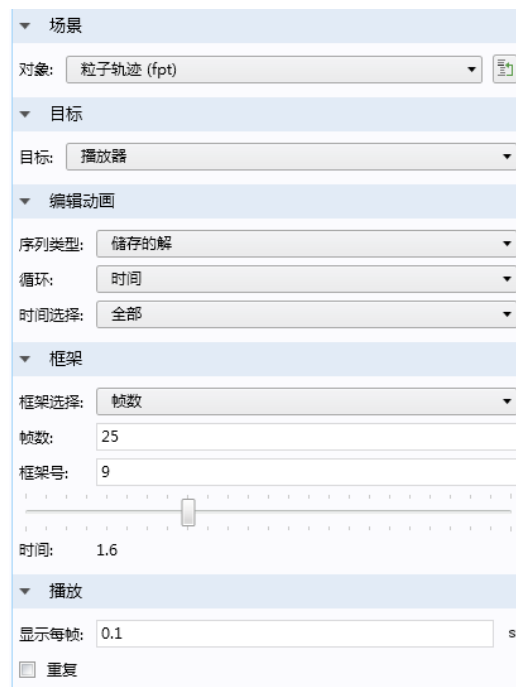 场景
对象: 粒子轨迹 (fpt)
目标
目标: 播放器
编辑动画
序列类型: 储存的解
循环: 时间
时间选择: 全部
框架
框架选择: 帧数
帧数: 25
框架号: 9
时间: 1.6
播放
显示每帧: 0.1 s
重复